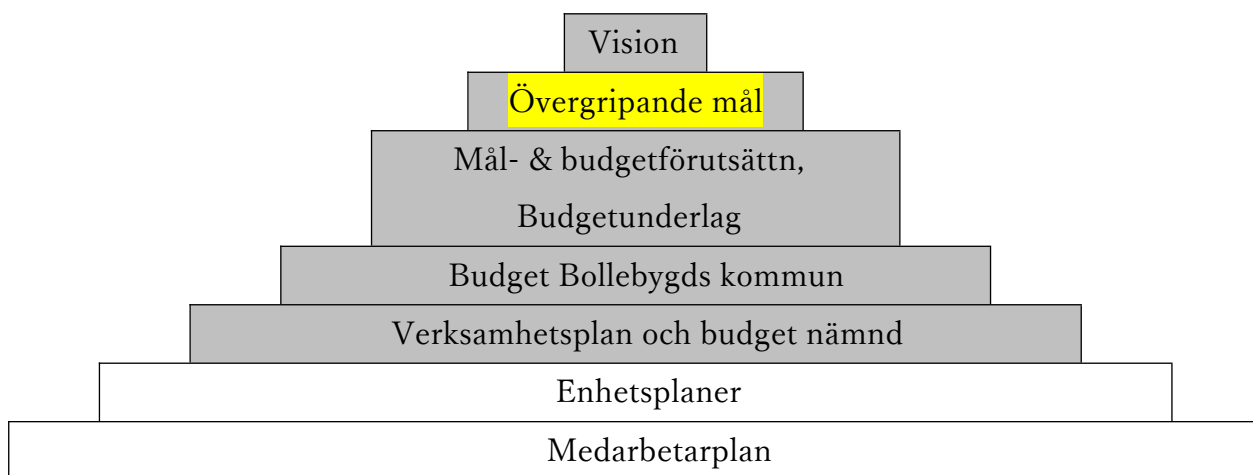 Vision
Övergripande mål
Mål- & budgetförutsättn,
Budgetunderlag
Budget Bollebygds kommun
Verksamhetsplan och budget nämnd
Enhetsplaner
Medarbetarplan